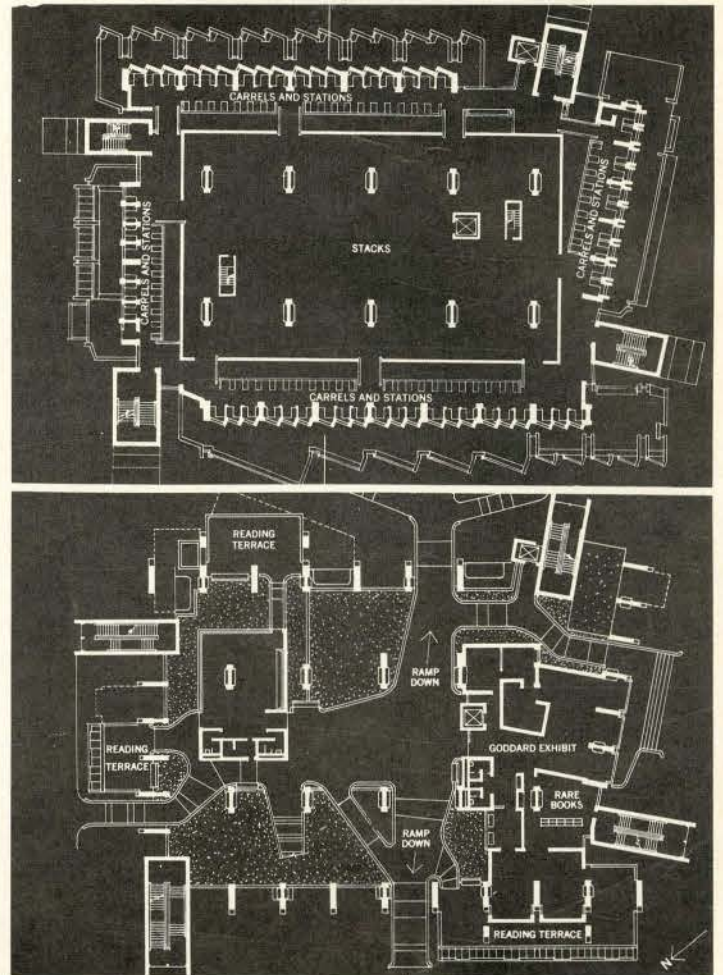 CARRELS AND STATIONS
CARRELS AND STATIONS
STACKS
CARRELS AND STATIONS
CARRELS AND STATIONS
READING
TERRACE
RAMP
DOWN
GODDARD EXHIBIT
READING
TERRACE
RARE
BOOKS
RAMP
DOWN
READING TERRACE
N